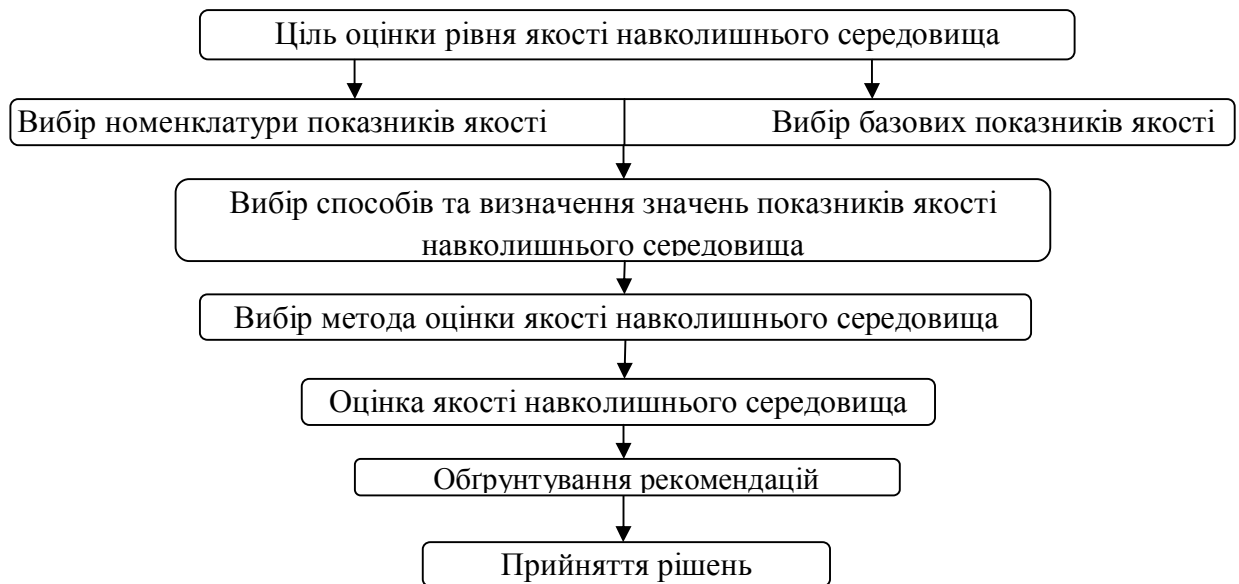 Ціль оцінки рівня якості навколишнього середовища
Вибір номенклатури показників якості
Вибір базових показників якості
Вибір способів та визначення значень показників якості
навколишнього середовища
Вибір метода оцінки якості навколишнього середовища
Оцінка якості навколишнього середовища
Обґрунтування рекомендацій
Прийняття рішень